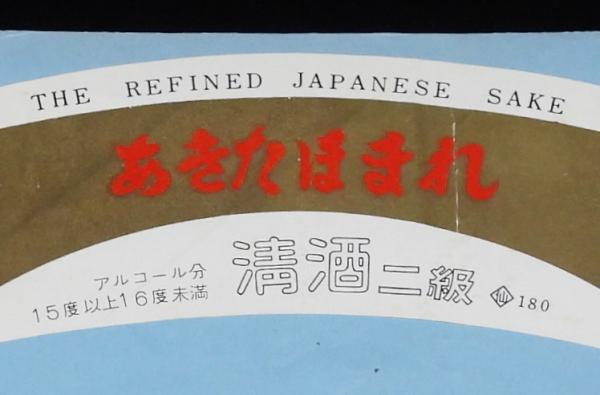 THE REFINED JAPANESE SAKE
あきたほまれ
アルコール分
15度以上16度未満
清酒二級 仙 180